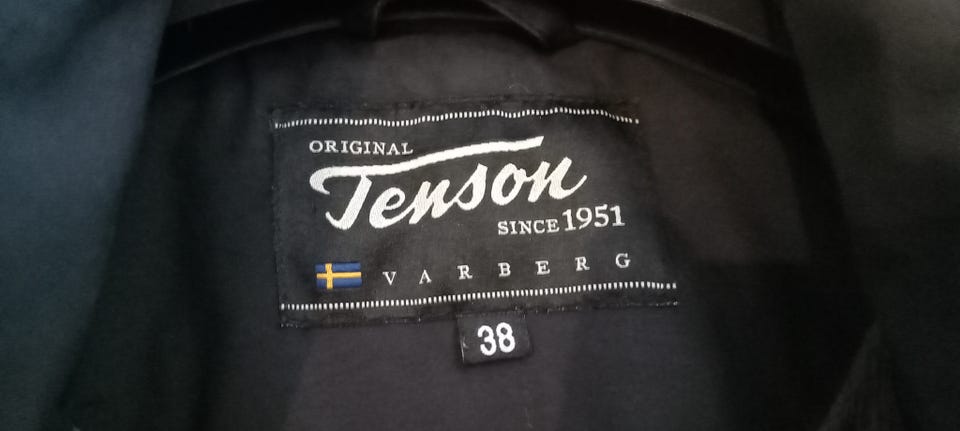 ORIGINAL
Tenson
SINCE 1951
VARBERG
38